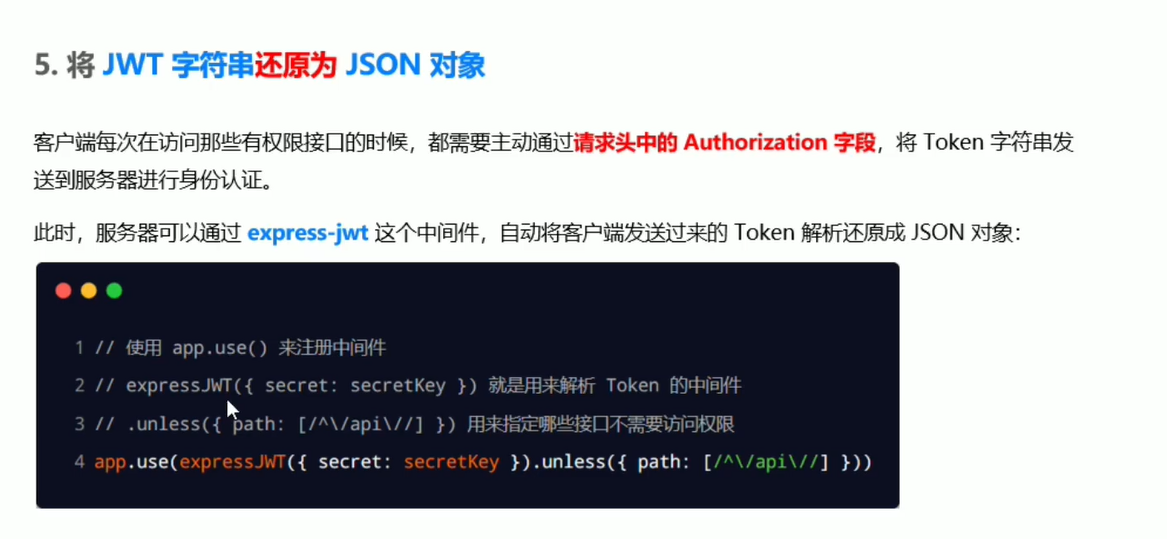 5. 将 JWT 字符串还原为 JSON 对象
客户端每次在访问那些有权限接口的时候，都需要主动通过请求头中的 Authorization 字段，将 Token 字符串发
送到服务器进行身份认证。
此时，服务器可以通过 express-jwt 这个中间件，自动将客户端发送过来的 Token 解析还原成 JSON 对象：
1 // 使用 app.use() 来注册中间件
2 // expressJWT({ secret: secretKey }) 就是用来解析 Token 的中间件
3 // .unless({ path: [/^\/api\//] }) 用来指定哪些接口不需要访问权限
4 app.use(expressJWT({ secret: secretKey }).unless({ path: [/^\/api\//] }))